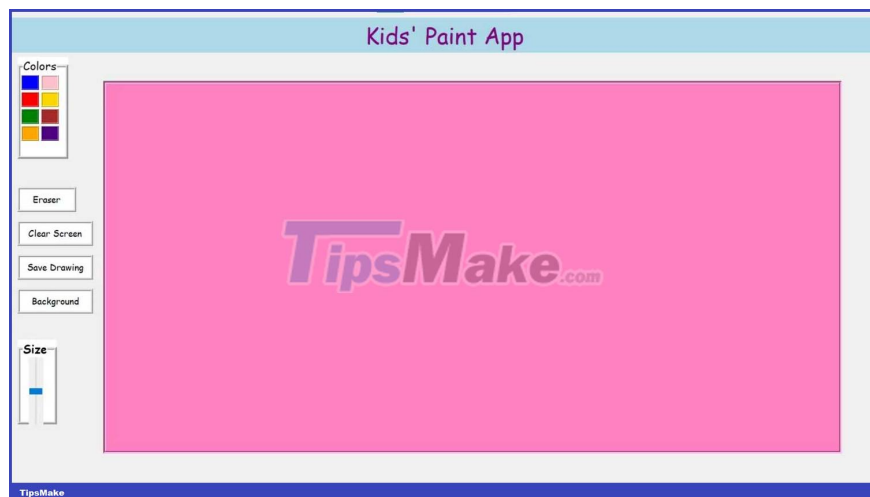 Kids' Paint App
Colors
Eraser
Clear Screen
Save Drawing
Background
Size
TipsMake.com
TipsMake